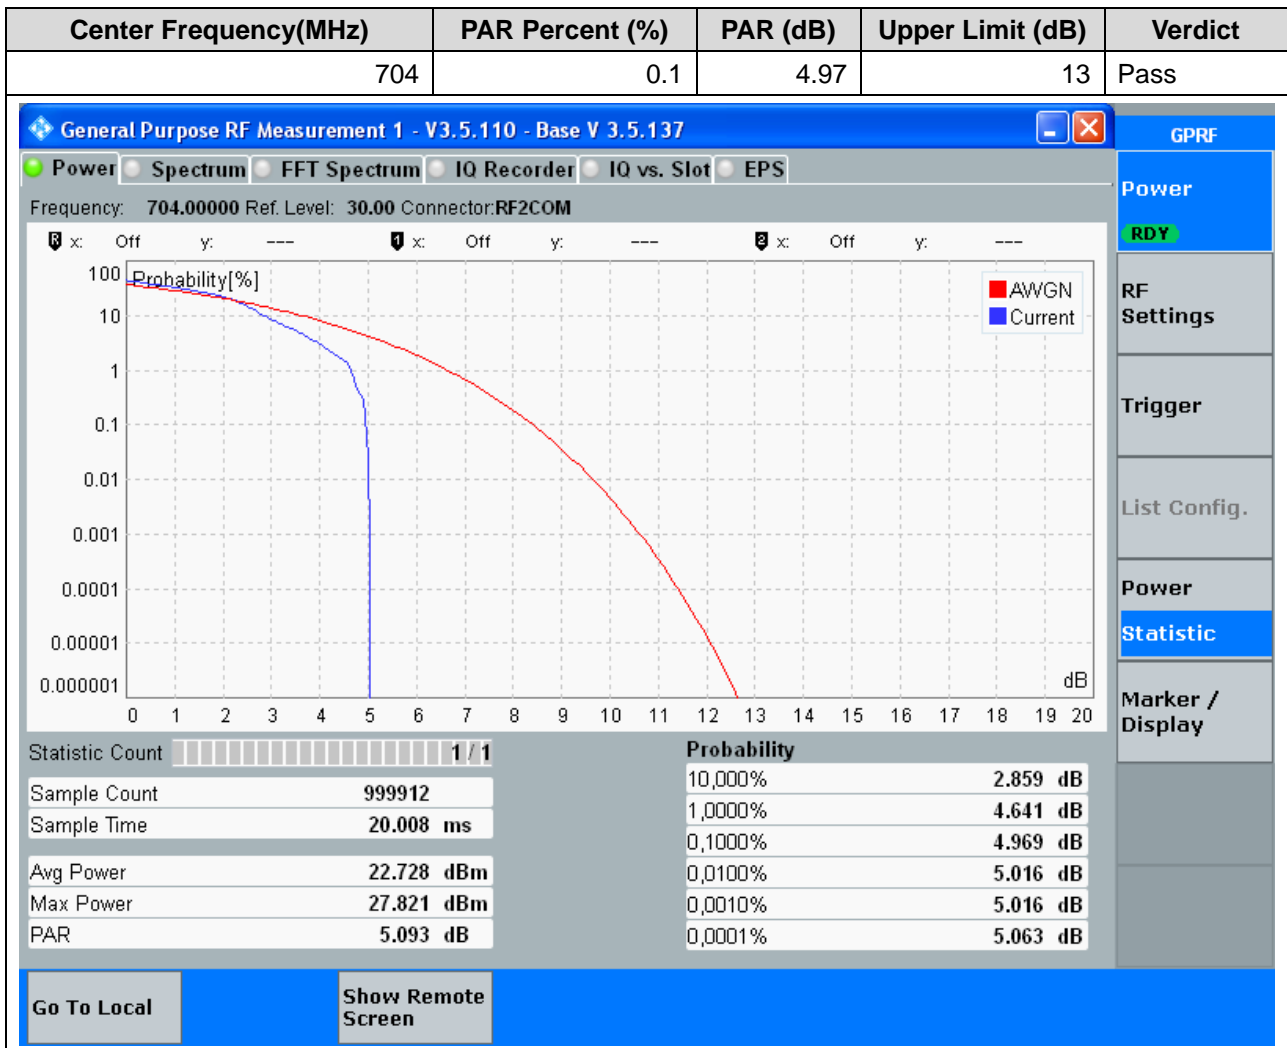 Center Frequency(MHz) PAR Percent (%) PAR (dB) Upper Limit (dB) Verdict
704 0.1 4.97 13 Pass
General Purpose RF Measurement 1 - V3.5.110 - Base V 3.5.137
GPRF
Power Spectrum FFT Spectrum IQ Recorder IQ vs. Slot EPS
Power
RDY
Frequency: 704.00000 Ref. Level: 30.00 Connector:RF2COM
R x: Off y: --- 1 x: Off y: --- 2 x: Off y: ---
Probability[%]
AWGN
Current
100
10
1
0.1
0.01
0.001
0.0001
0.00001
0.000001
dB
0 1 2 3 4 5 6 7 8 9 10 11 12 13 14 15 16 17 18 19 20
RF
Settings
Trigger
List Config.
Power
Statistic
Marker /
Display
Statistic Count 1 / 1
Sample Count 999912
Sample Time 20.008 ms
Avg Power 22.728 dBm
Max Power 27.821 dBm
PAR 5.093 dB
Probability
10,000% 2.859 dB
1,0000% 4.641 dB
0,1000% 4.969 dB
0,0100% 5.016 dB
0,0010% 5.016 dB
0,0001% 5.063 dB
Go To Local
Show Remote
Screen